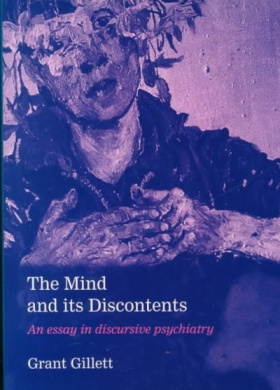 The Mind
and its Discontents
An essay in discursive psychiatry
Grant Gillett